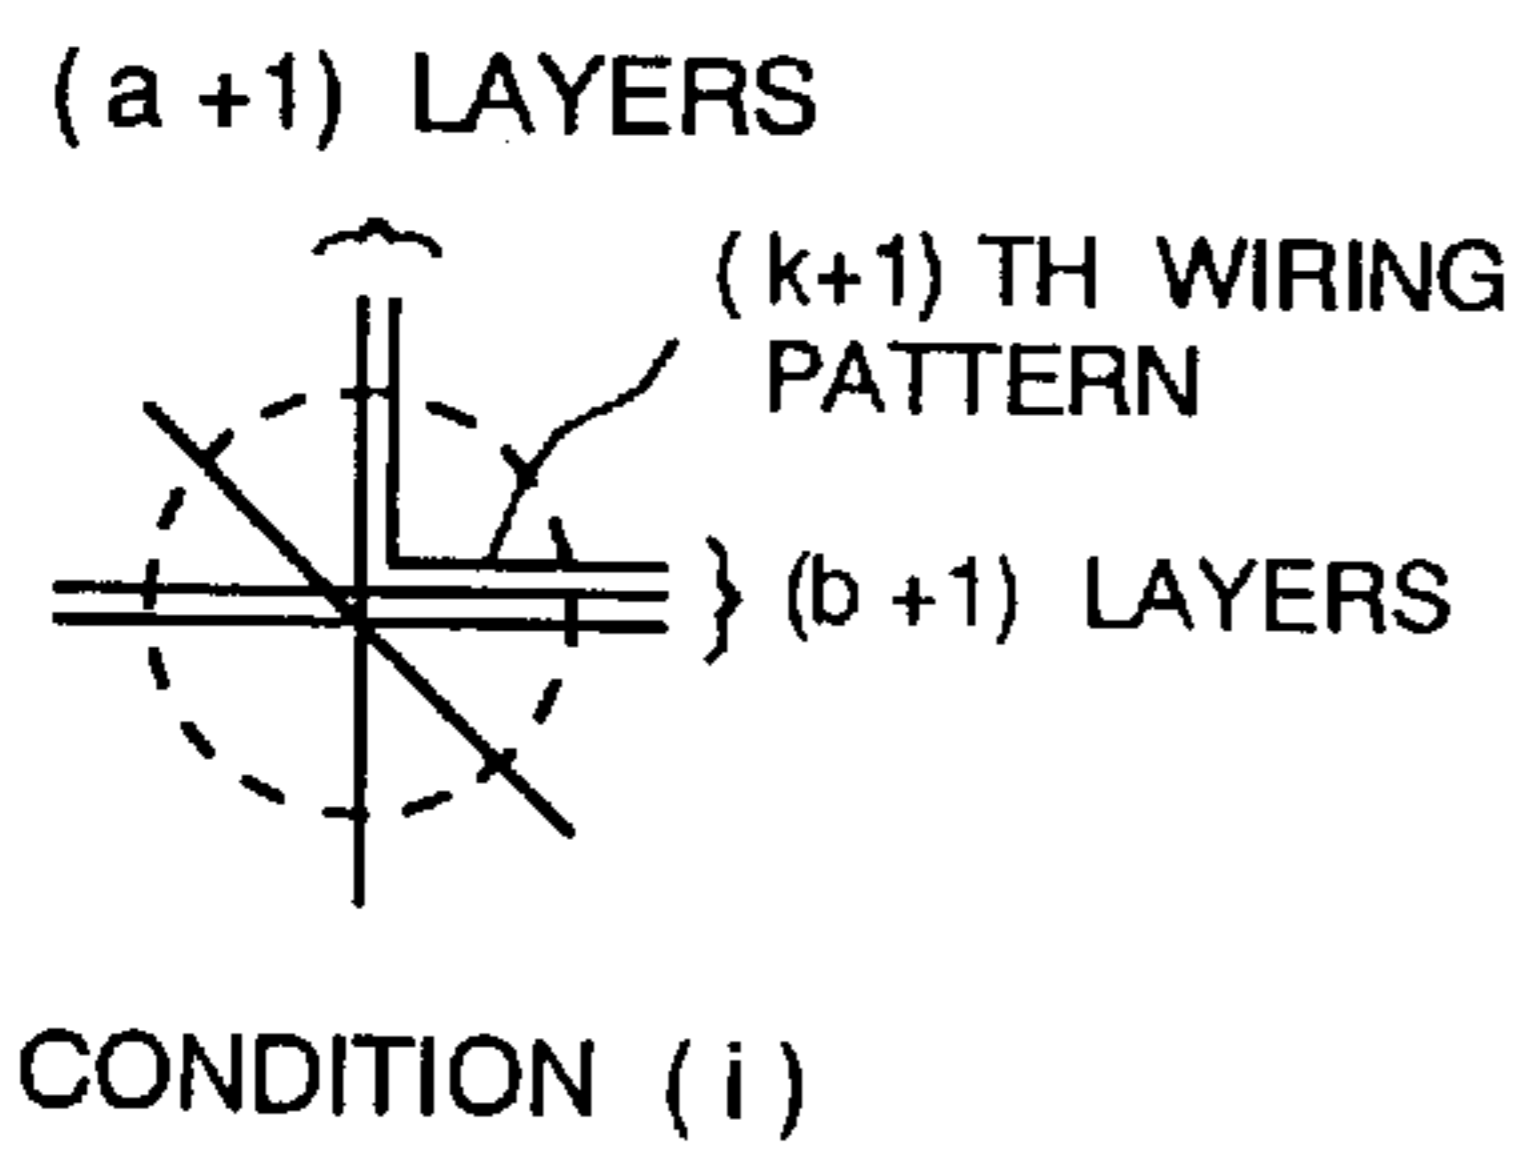 (a+1) LAYERS
(k+1) TH WIRING
PATTERN
(b+1) LAYERS
CONDITION (i)